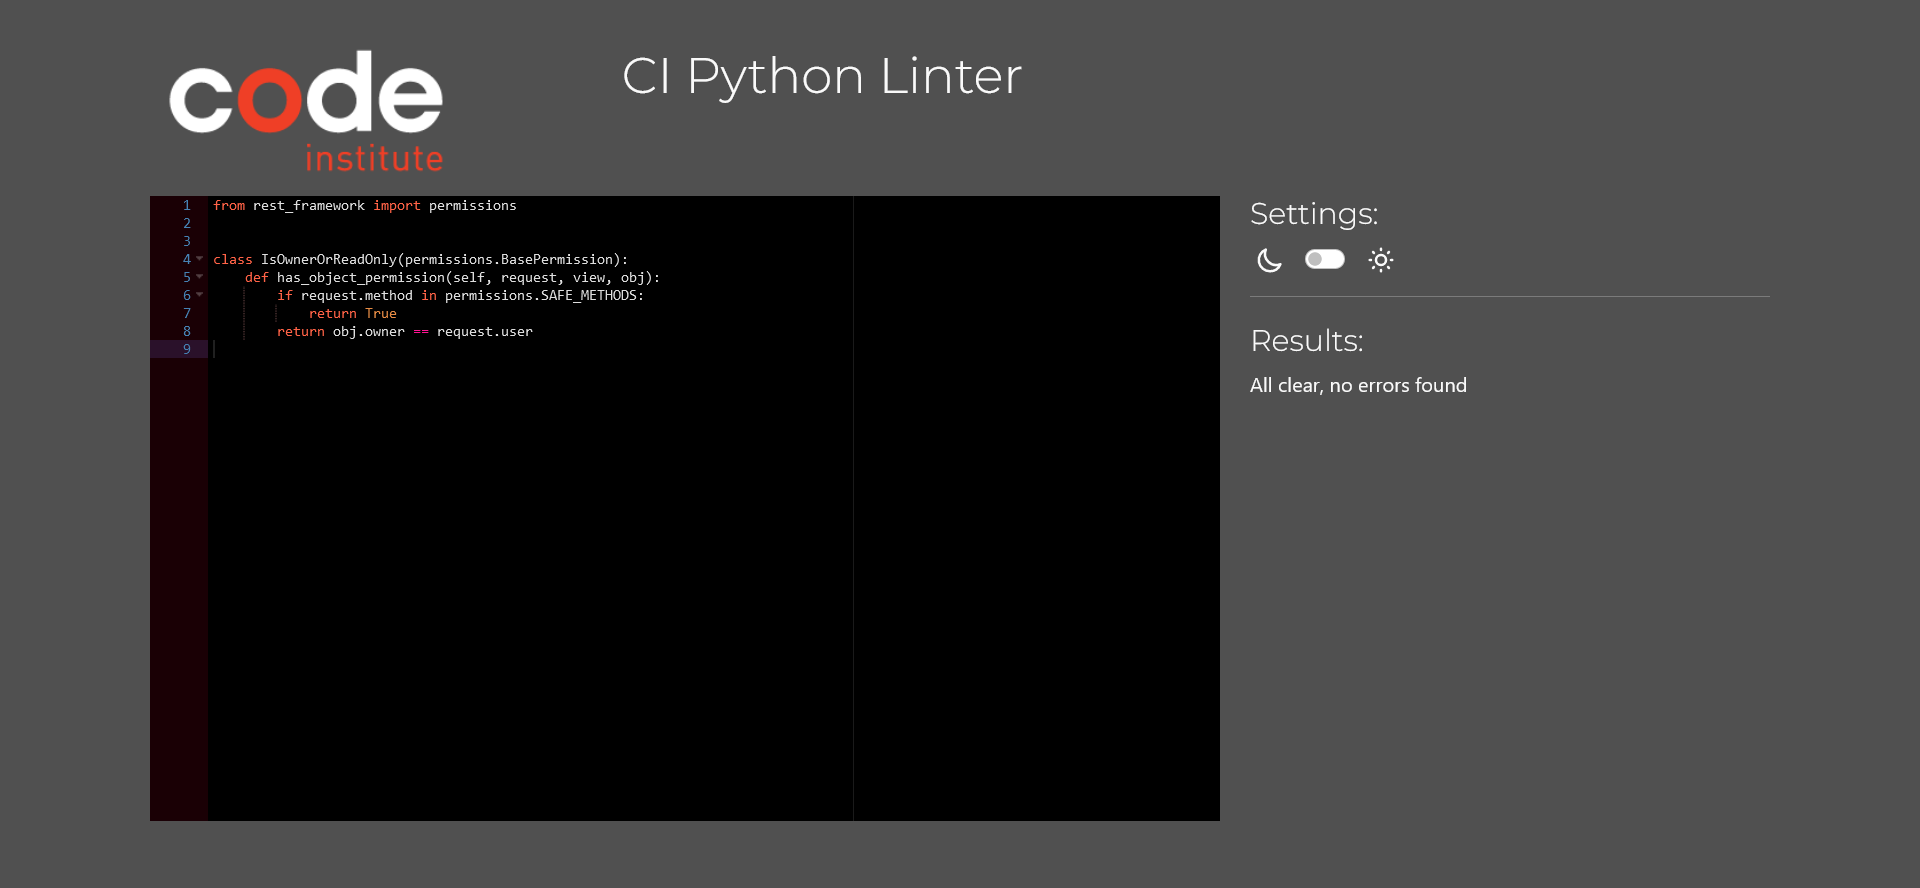 code
institute
CI Python Linter
1 from rest_framework import permissions
2
3
4 class IsOwnerOrReadOnly(permissions.BasePermission):
5     def has_object_permission(self, request, view, obj):
6         if request.method in permissions.SAFE_METHODS:
7             return True
8         return obj.owner == request.user
9
Settings:
Results:
All clear, no errors found